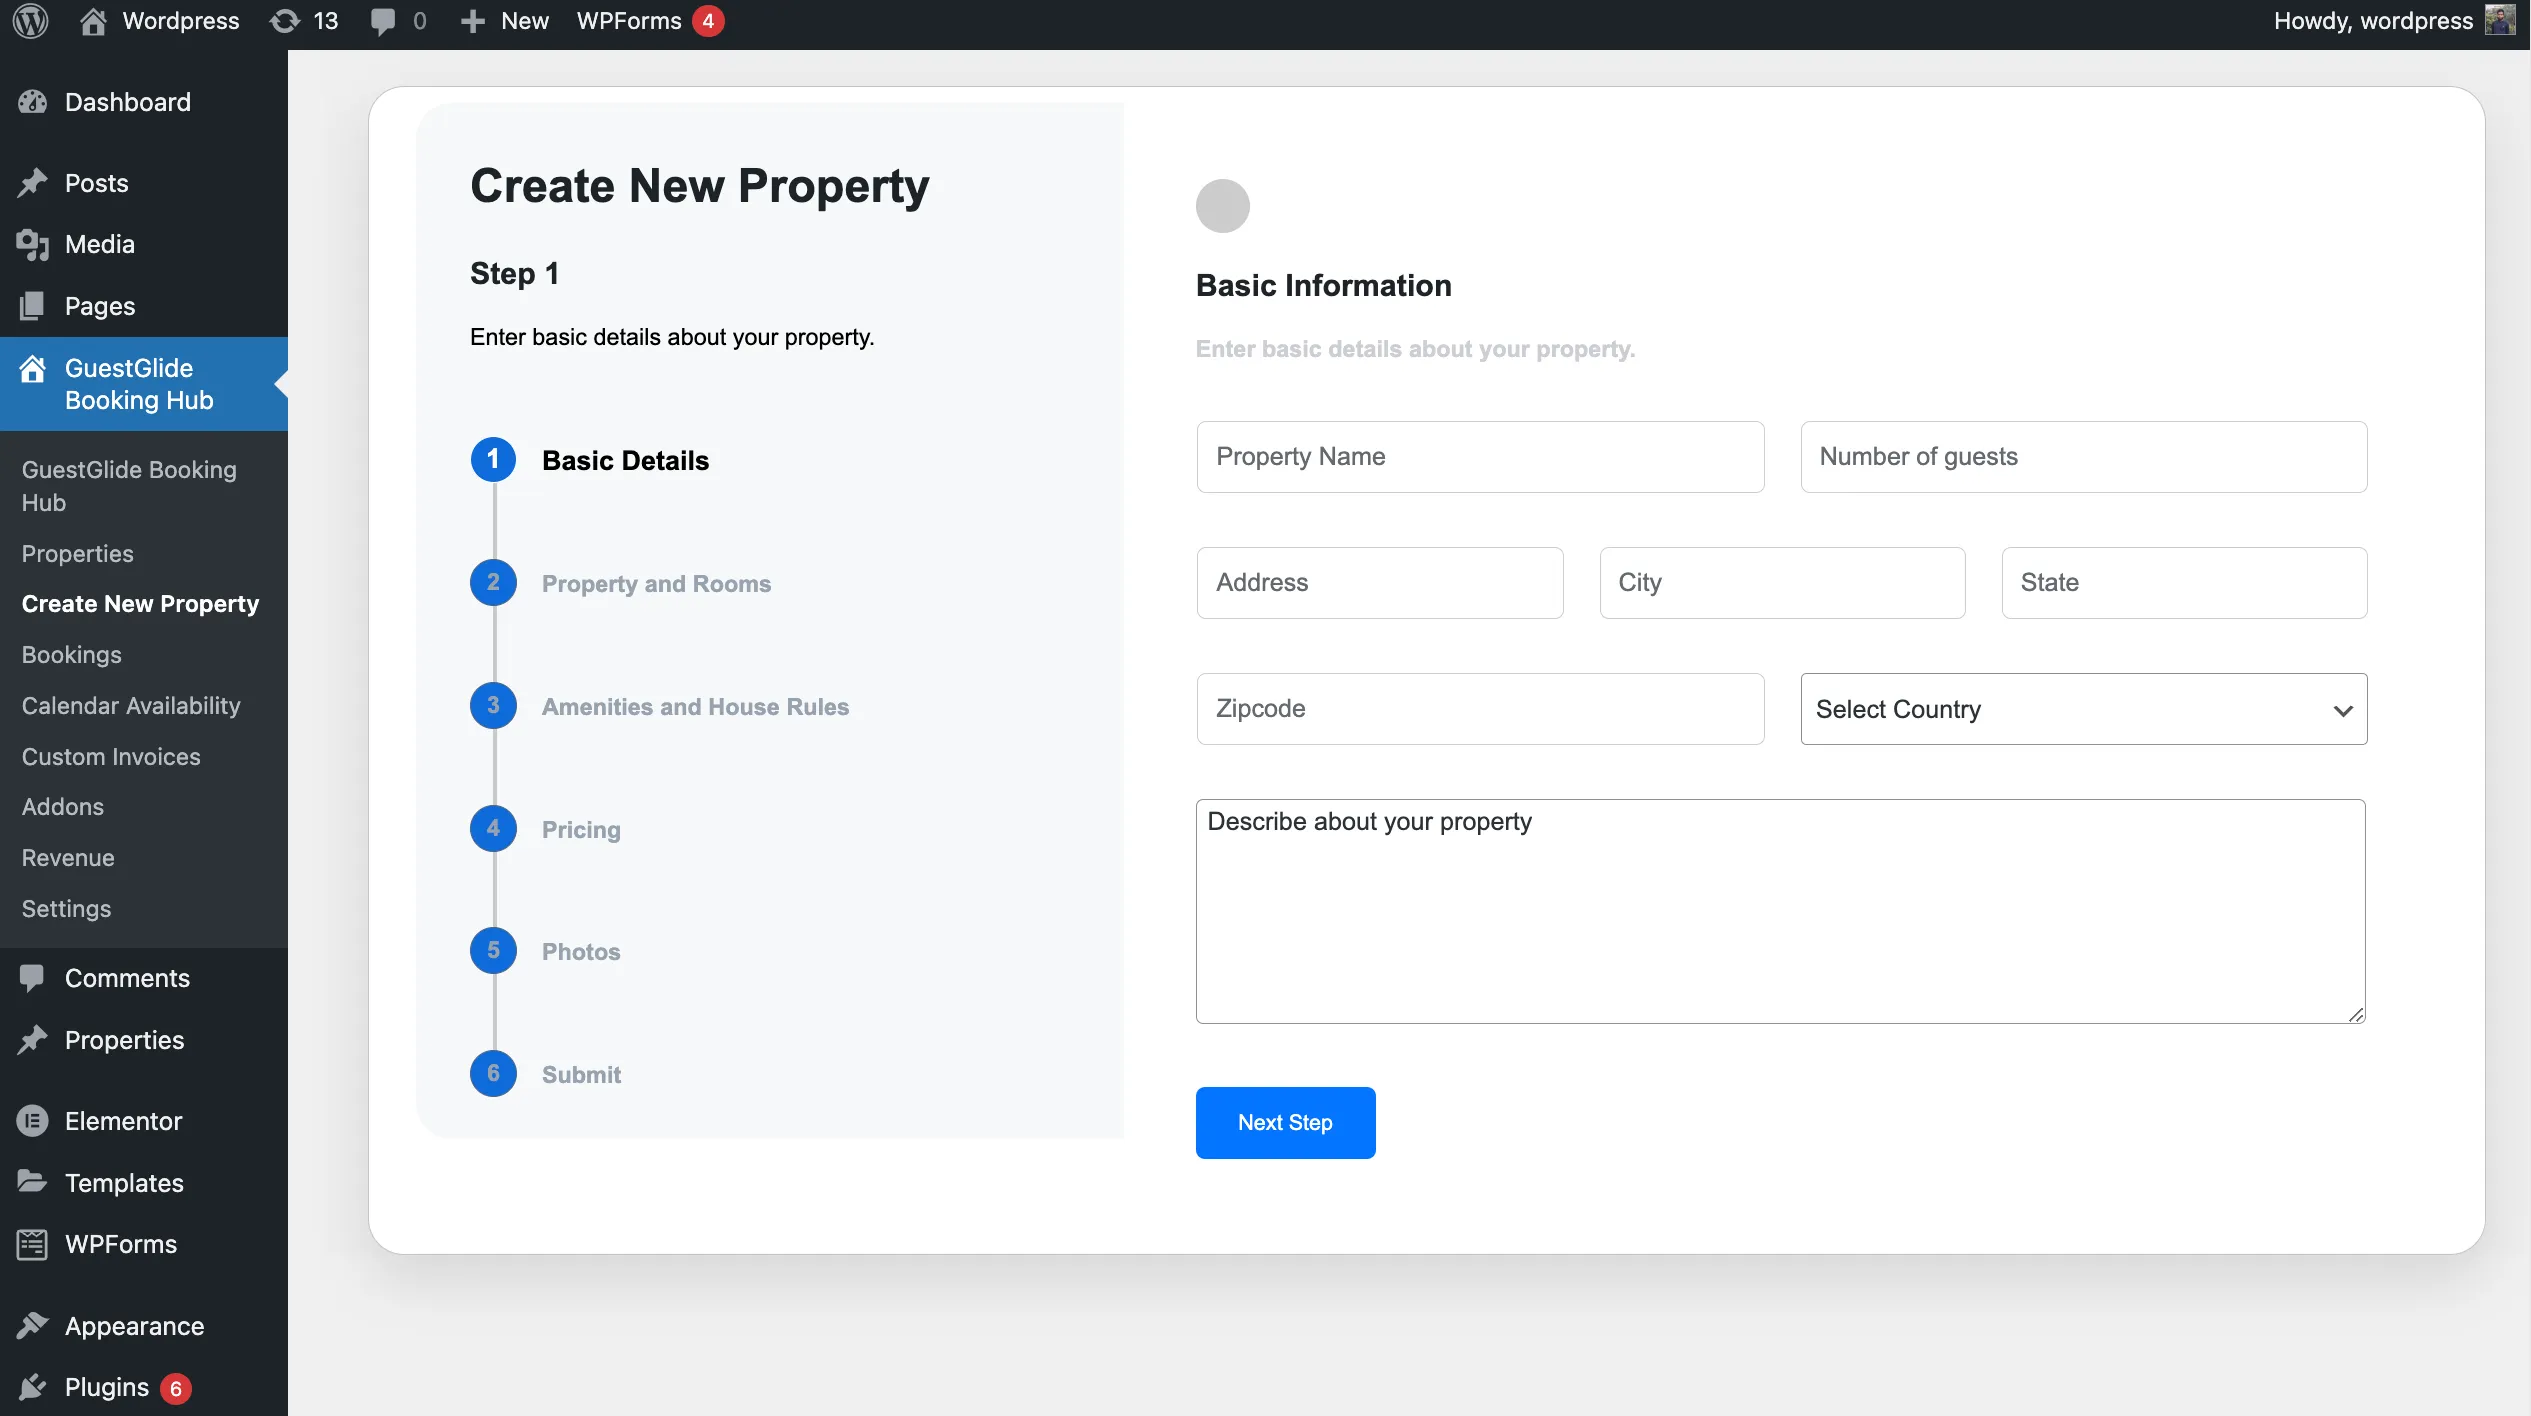 Wordpress 13 0 New WPForms 4 Howdy, wordpress
Dashboard
Posts
Media
Pages
GuestGlide
Booking Hub
GuestGlide Booking
Hub
Properties
Create New Property
Bookings
Calendar Availability
Custom Invoices
Addons
Revenue
Settings
Comments
Properties
Elementor
Templates
WPForms
Appearance
Plugins 6
Create New Property
Step 1
Enter basic details about your property.
1 Basic Details
2 Property and Rooms
3 Amenities and House Rules
4 Pricing
5 Photos
6 Submit
Basic Information
Enter basic details about your property.
Property Name Number of guests
Address City State
Zipcode Select Country
Describe about your property
Next Step